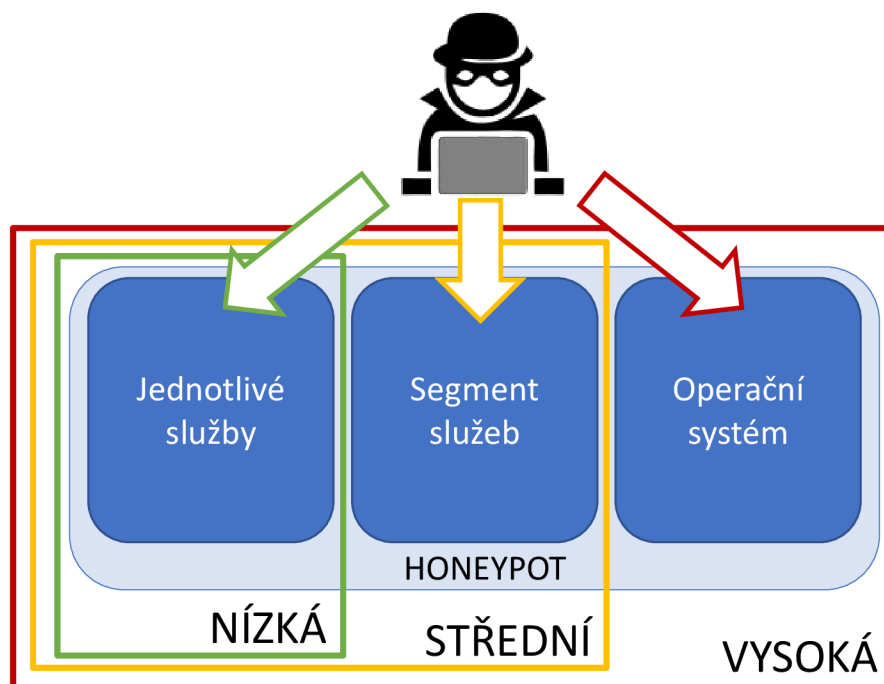 Jednotlivé
služby
Segment
služeb
Operační
systém
HONEYPOT
NÍZKÁ
STŘEDNÍ
VYSOKÁ